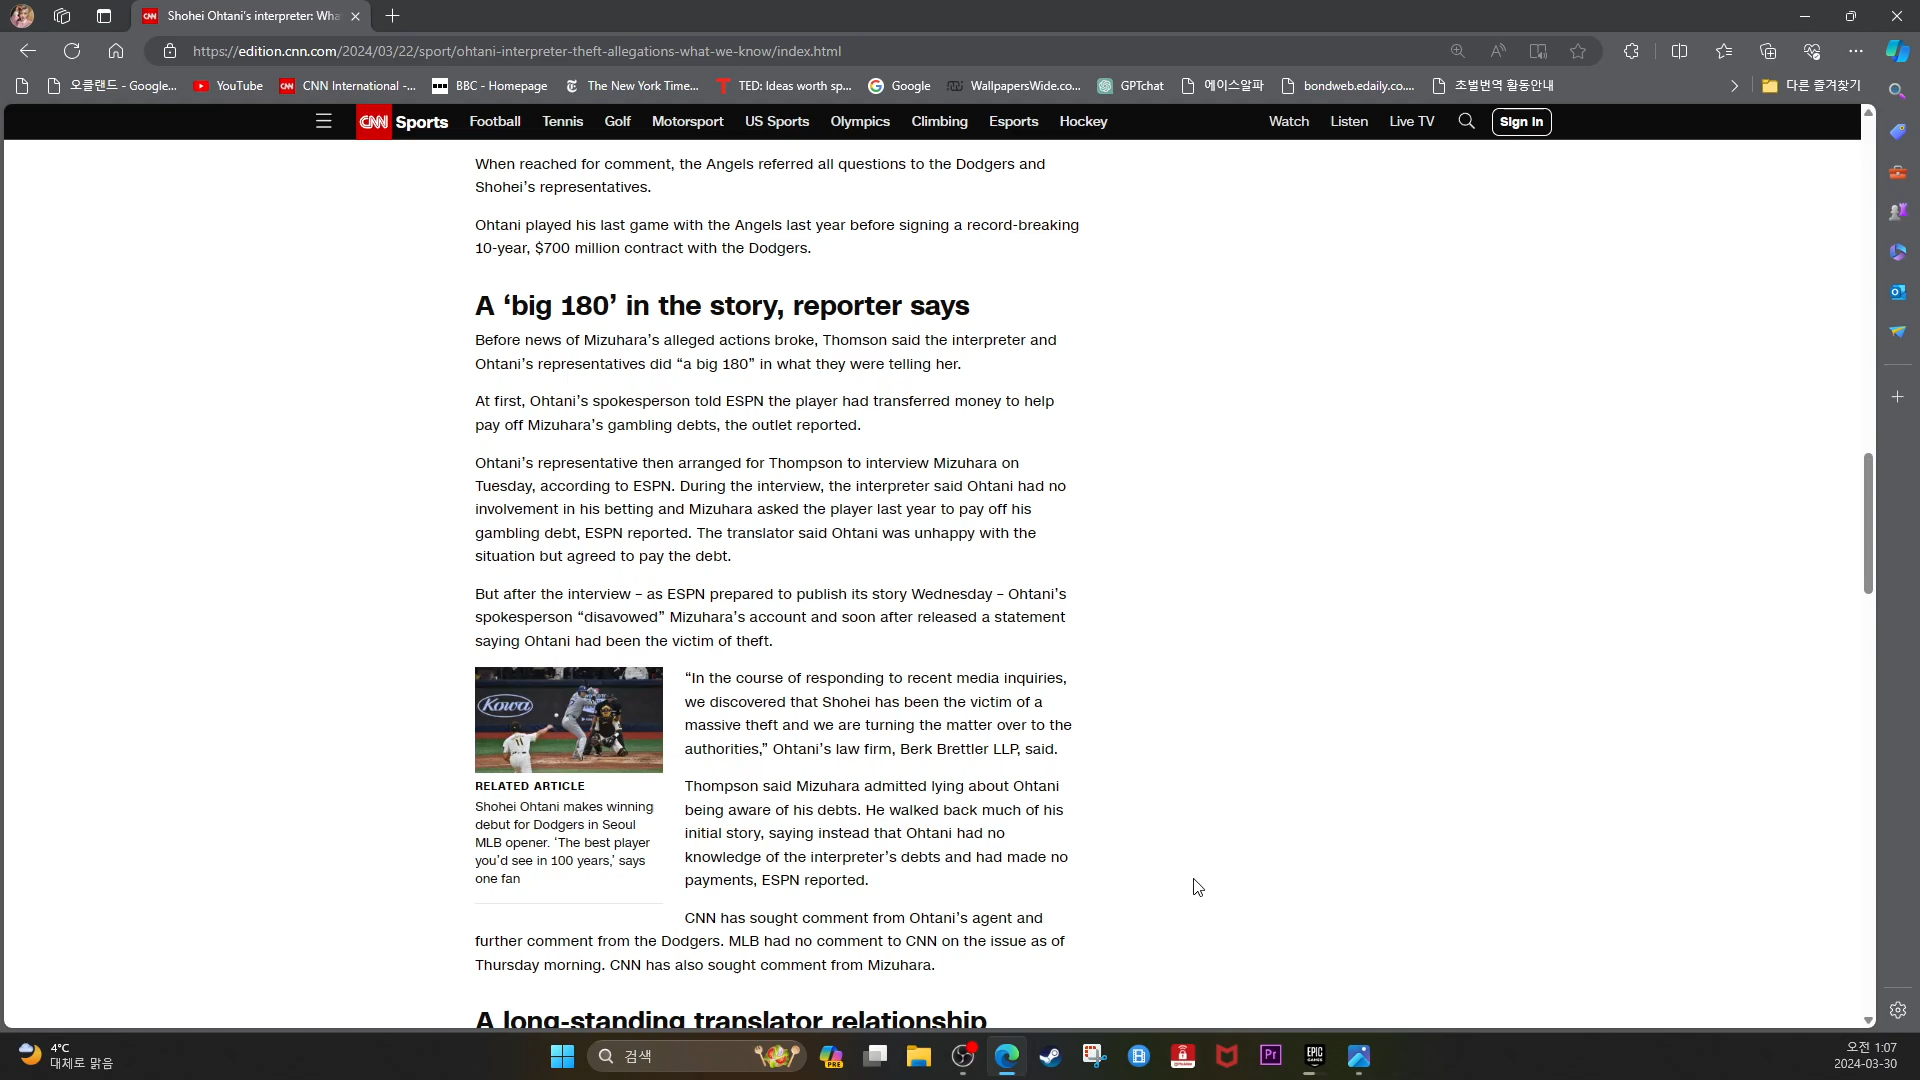 Shohei Ohtani's interpreter: Wha
https://edition.cnn.com/2024/03/22/sport/ohtani-interpreter-theft-allegations-what-we-know/index.html
오클랜드 - Google...
YouTube
CNN International -...
BBC - Homepage
The New York Time...
TED: Ideas worth sp...
Google
WallpapersWide.co...
GPTchat
에이스알파
bondweb.edaily.co....
초벌번역 활동안내
다른 즐겨찾기
CNN Sports
Football
Tennis
Golf
Motorsport
US Sports
Olympics
Climbing
Esports
Hockey
Watch
Listen
Live TV
Sign in
When reached for comment, the Angels referred all questions to the Dodgers and
Shohei's representatives.
Ohtani played his last game with the Angels last year before signing a record-breaking
10-year, $700 million contract with the Dodgers.
A ‘big 180’ in the story, reporter says
Before news of Mizuhara's alleged actions broke, Thomson said the interpreter and
Ohtani's representatives did “a big 180” in what they were telling her.
At first, Ohtani's spokesperson told ESPN the player had transferred money to help
pay off Mizuhara's gambling debts, the outlet reported.
Ohtani's representative then arranged for Thompson to interview Mizuhara on
Tuesday, according to ESPN. During the interview, the interpreter said Ohtani had no
involvement in his betting and Mizuhara asked the player last year to pay off his
gambling debt, ESPN reported. The translator said Ohtani was unhappy with the
situation but agreed to pay the debt.
But after the interview – as ESPN prepared to publish its story Wednesday – Ohtani's
spokesperson “disavowed” Mizuhara's account and soon after released a statement
saying Ohtani had been the victim of theft.
Kowa
11
RELATED ARTICLE
Shohei Ohtani makes winning
debut for Dodgers in Seoul
MLB opener. ‘The best player
you'd see in 100 years,’ says
one fan
“In the course of responding to recent media inquiries,
we discovered that Shohei has been the victim of a
massive theft and we are turning the matter over to the
authorities,” Ohtani's law firm, Berk Brettler LLP, said.
Thompson said Mizuhara admitted lying about Ohtani
being aware of his debts. He walked back much of his
initial story, saying instead that Ohtani had no
knowledge of the interpreter's debts and had made no
payments, ESPN reported.
CNN has sought comment from Ohtani's agent and
further comment from the Dodgers. MLB had no comment to CNN on the issue as of
Thursday morning. CNN has also sought comment from Mizuhara.
A long-standing translator relationship
4°C
대체로 맑음
검색
PRE
Pr
EPIC GAMES
오전 1:07
2024-03-30